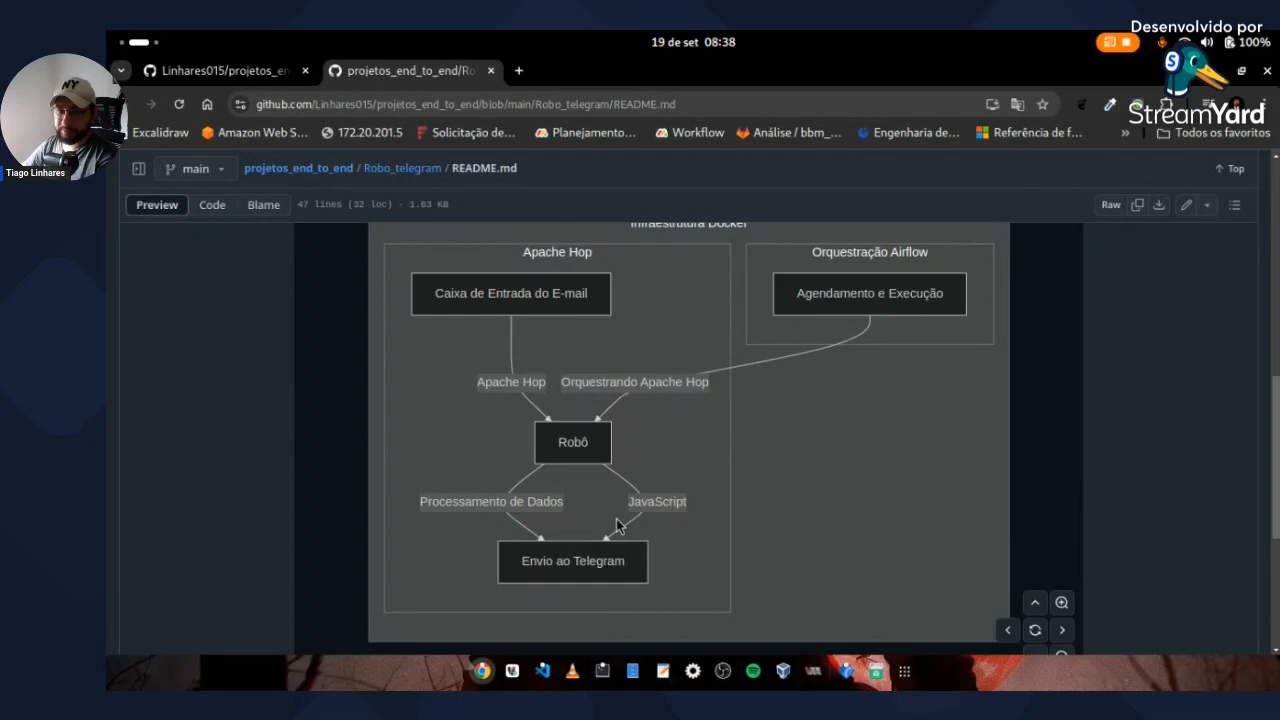 Desenvolvido por
StreamYard
Tiago Linhares
19 de set 08:38
100%
Linhares015/projetos_en
projetos_end_to_end/Ro
github.com/Linhares015/projetos_end_to_end/blob/main/Robo_telegram/README.md
Excalidraw
Amazon Web S...
172.20.201.5
Solicitação de...
Planejamento...
Workflow
Análise / bbm_...
Engenharia de...
Referência de f...
Todos os favoritos
main
projetos_end_to_end / Robo_telegram / README.md
Top
Preview
Code
Blame
47 lines (32 loc) · 1.63 KB
Raw
Infraestrutura Docker
Apache Hop
Orquestração Airflow
Caixa de Entrada do E-mail
Agendamento e Execução
Apache Hop
Orquestrando Apache Hop
Robô
Processamento de Dados
JavaScript
Envio ao Telegram